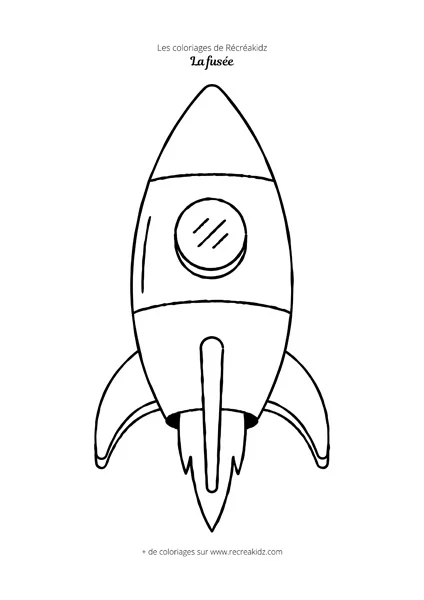 Les coloriages de Récréakidz
La fusée
+ de coloriages sur www.recreakidz.com